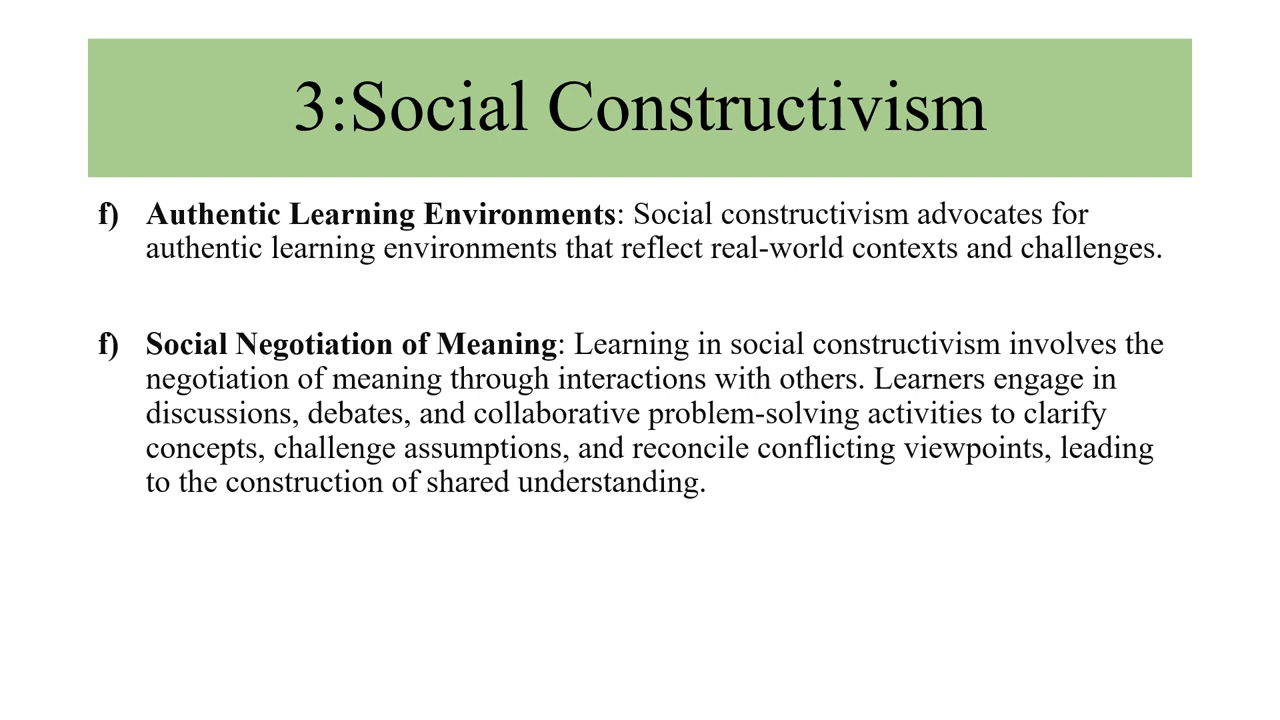 3:Social Constructivism
f) Authentic Learning Environments: Social constructivism advocates for
authentic learning environments that reflect real-world contexts and challenges.
f) Social Negotiation of Meaning: Learning in social constructivism involves the
negotiation of meaning through interactions with others. Learners engage in
discussions, debates, and collaborative problem-solving activities to clarify
concepts, challenge assumptions, and reconcile conflicting viewpoints, leading
to the construction of shared understanding.